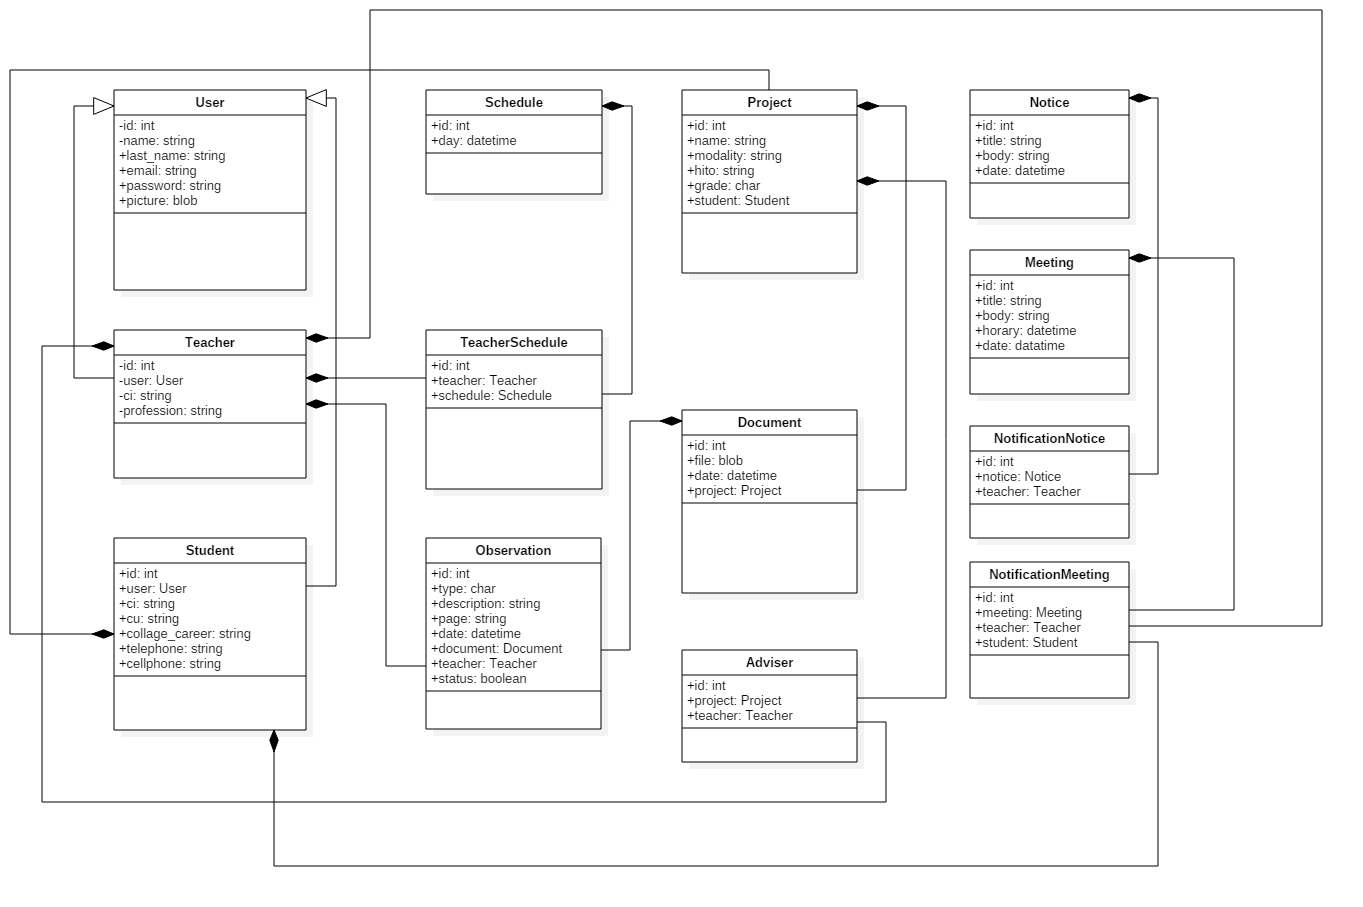 User
-id: int
-name: string
+last_name: string
+email: string
+password: string
+picture: blob
Schedule
+id: int
+day: datetime
Project
+id: int
+name: string
+modality: string
+hito: string
+grade: char
+student: Student
Notice
+id: int
+title: string
+body: string
+date: datetime
Meeting
+id: int
+title: string
+body: string
+horary: datetime
+date: datatime
Teacher
-id: int
-user: User
-ci: string
-profession: string
TeacherSchedule
+id: int
+teacher: Teacher
+schedule: Schedule
Document
+id: int
+file: blob
+date: datetime
+project: Project
NotificationNotice
+id: int
+notice: Notice
+teacher: Teacher
Student
+id: int
+user: User
+ci: string
+cu: string
+collage_career: string
+telephone: string
+cellphone: string
Observation
+id: int
+type: char
+description: string
+page: string
+date: datetime
+document: Document
+teacher: Teacher
+status: boolean
Adviser
+id: int
+project: Project
+teacher: Teacher
NotificationMeeting
+id: int
+meeting: Meeting
+teacher: Teacher
+student: Student